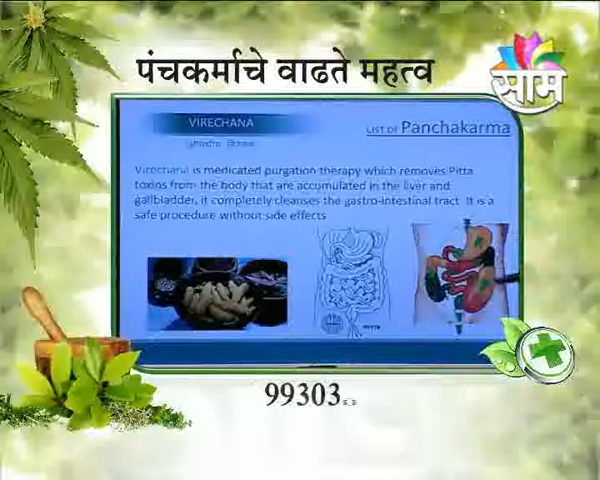 पंचकर्माचे वाढते महत्व
साम
VIRECHANA
LIST OF Panchakarma
Virechana is medicated purgation therapy which removes Pitta
toxins from the body that are accumulated in the liver and
gallbladder, it completely cleanses the gastro-intestinal tract. It is a
safe procedure without side effects
99303